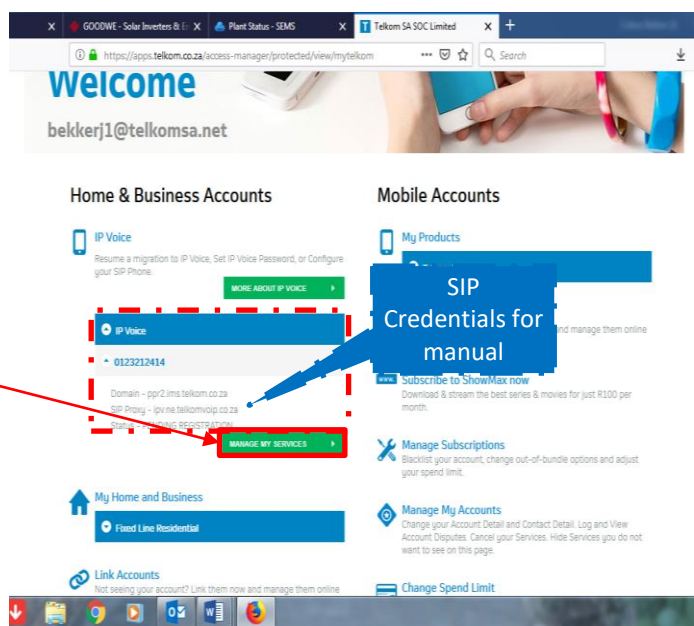 GOODWE - Solar Inverters & E
Plant Status - SEMS
Telkom SA SOC Limited
https://apps.telkom.co.za/access-manager/protected/view/mytelkom
Search
Welcome
bekkerj1@telkomsa.net
Home & Business Accounts
IP Voice
Resume a migration to IP Voice, Set IP Voice Password, or Configure
your SIP Phone.
MORE ABOUT IP VOICE
IP Voice
0123212414
Domain - ppr2.ims.telkom.co.za
SIP Proxy - ipv.ne.telkomvoip.co.za
Status - PENDING REGISTRATION
MANAGE MY SERVICES
My Home and Business
Fixed Line Residential
Link Accounts
Not seeing your account? Link them now and manage them online
Mobile Accounts
My Products
SIP
Credentials for
manual
and manage them online
www.
Subscribe to ShowMax now
Download & stream the best series & movies for just R100 per
month.
Manage Subscriptions
Blacklist your account, change out-of-bundle options and adjust
your spend limit.
Manage My Accounts
Change your Account Detail and Contact Detail. Log and View
Account Disputes. Cancel your Services. Hide Services you do not
want to see on this page.
Change Spend Limit